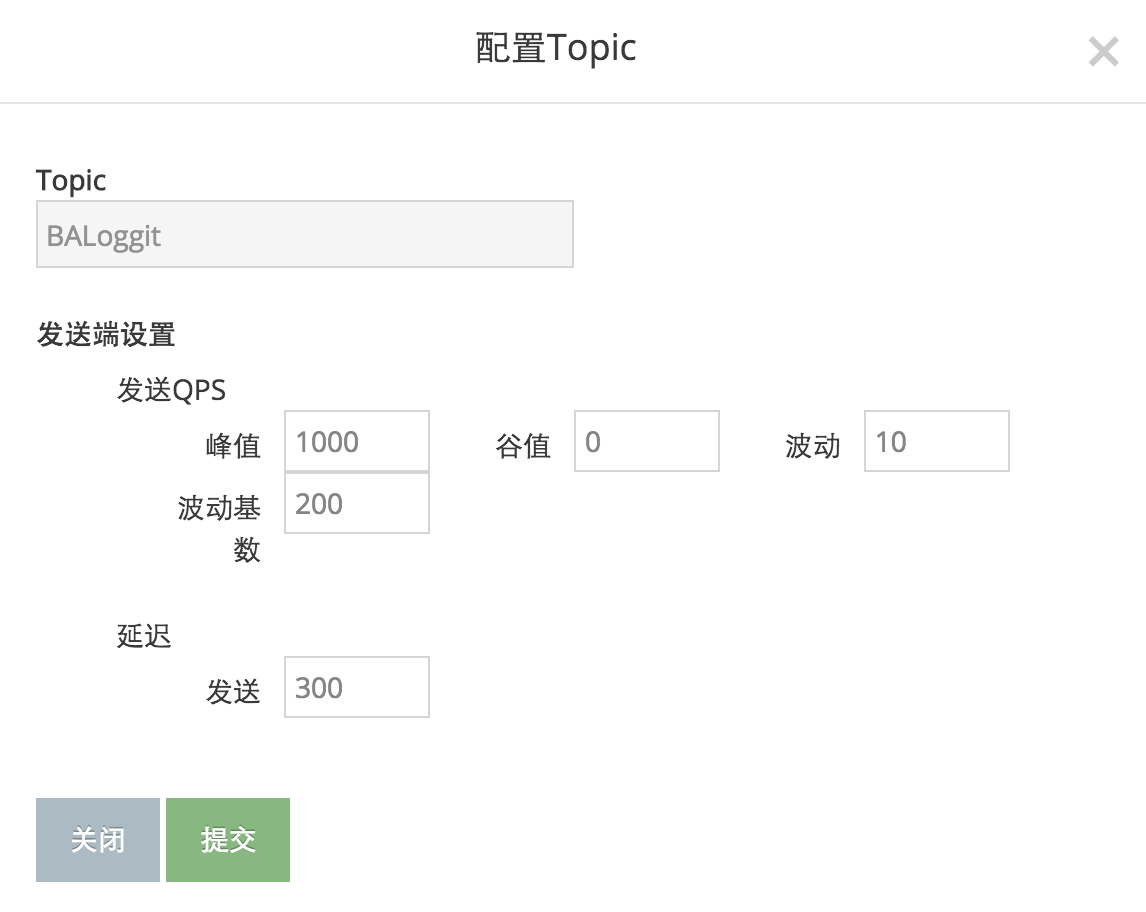 配置Topic
Topic
BALoggit
发送端设置
发送QPS
峰值 1000 谷值 0 波动 10
波动基 200
数
延迟
发送 300
关闭 提交